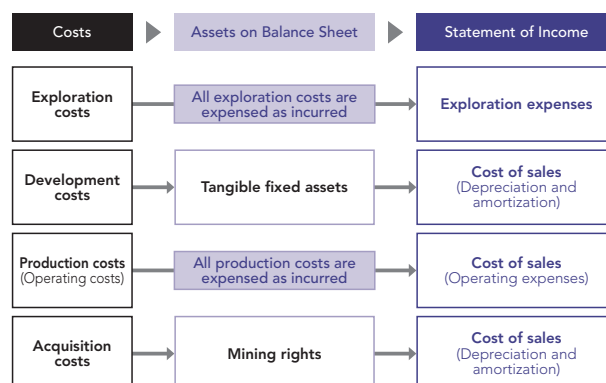 Costs
Assets on Balance Sheet
Statement of Income
Exploration
costs
All exploration costs are
expensed as incurred
Exploration expenses
Development
costs
Tangible fixed assets
Cost of sales
(Depreciation and
amortization)
Production costs
(Operating costs)
All production costs are
expensed as incurred
Cost of sales
(Operating expenses)
Acquisition
costs
Mining rights
Cost of sales
(Depreciation and
amortization)